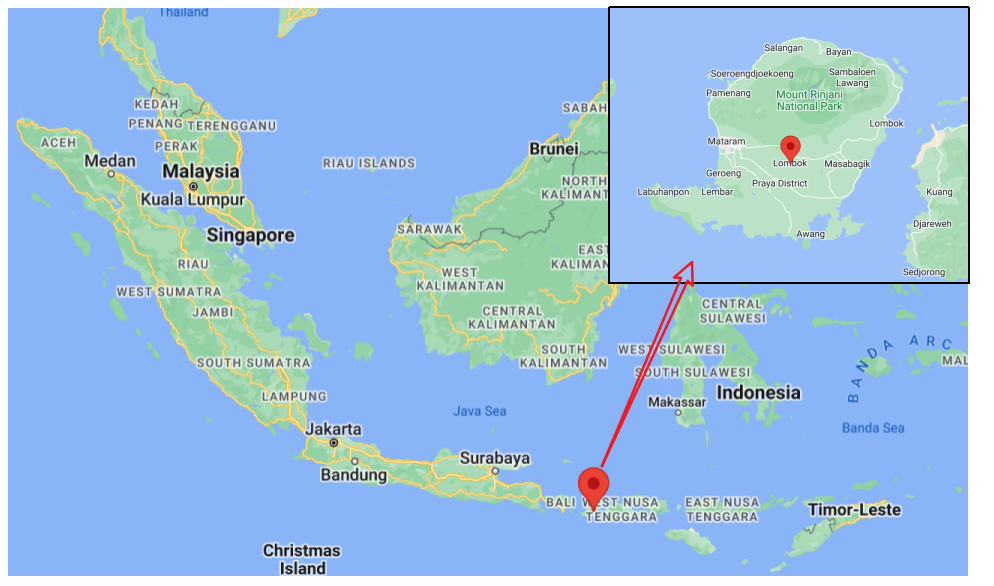 Thailand
KEDAH
PENANG
TERENGGANU
ACEH
PERAK
Medan
Malaysia
Kuala Lumpur
Singapore
RIAU ISLANDS
SABAH
Brunei
NORTH
KALIMANT
SARAWAK
EAST
KALIMAN
WEST
KALIMANTAN
CENTRAL
KALIMANTAN
SOUTH
KALIMANTAN
RIAU
WEST SUMATRA
JAMBI
SOUTH SUMATRA
LAMPUNG
Jakarta
Bandung
Java Sea
Surabaya
BALI
WEST NUSA
TENGGARA
EAST NUSA
TENGGARA
Timor-Leste
Christmas
Island
CENTRAL
SULAWESI
WEST SULAWESI
SOUTH SULAWESI
Makassar
Indonesia
BANDA ARC
MAL
Banda Sea
Salangan
Bayan
Soeroengdjoekoeng
Sambaloen
Lawang
Pamenang
Mount Rinjani
National Park
Lombok
Mataram
Lombok
Masabagik
Geroeng
Praya District
Labuhanpon
Lembar
Awang
Kuang
Djareweh
Sedjorong